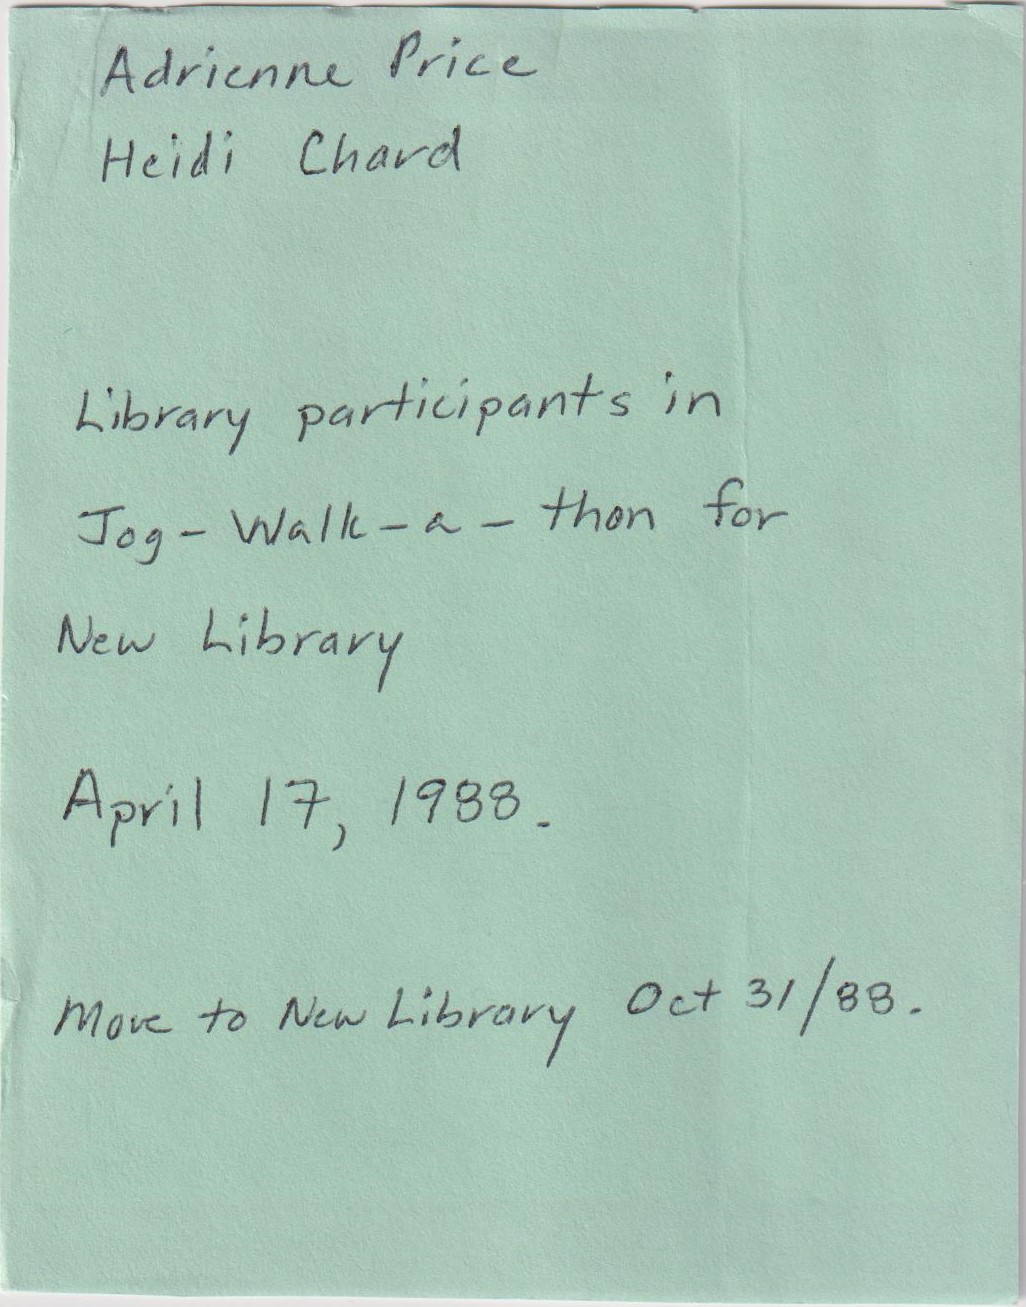 Adrienne Price
Heidi Chard
Library participants in
Jog-Walk-a-thon for
New Library
April 17, 1988.
Move to New Library Oct 31/88.